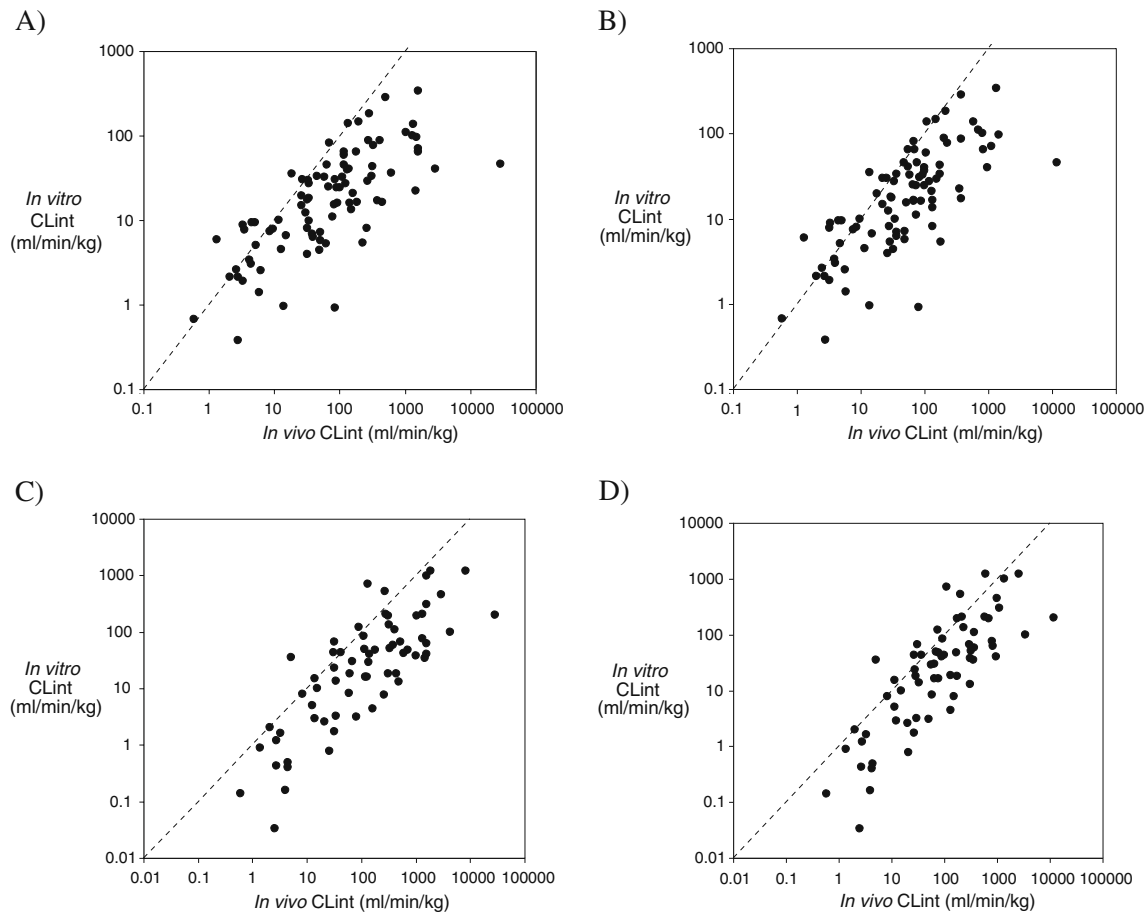 A)
1000
In vitro
CLint
(ml/min/kg)
100
10
1
0.1
0.1 1 10 100 1000 10000 100000
In vivo CLint (ml/min/kg)
B)
1000
In vitro
CLint
(ml/min/kg)
100
10
1
0.1
0.1 1 10 100 1000 10000 100000
In vivo CLint (ml/min/kg)
C)
10000
1000
100
In vitro
CLint
(ml/min/kg)
10
1
0.1
0.01
0.01 0.1 1 10 100 1000 10000 100000
In vivo CLint (ml/min/kg)
D)
10000
1000
100
In vitro
CLint
(ml/min/kg)
10
1
0.1
0.01
0.01 0.1 1 10 100 1000 10000 100000
In vivo CLint (ml/min/kg)